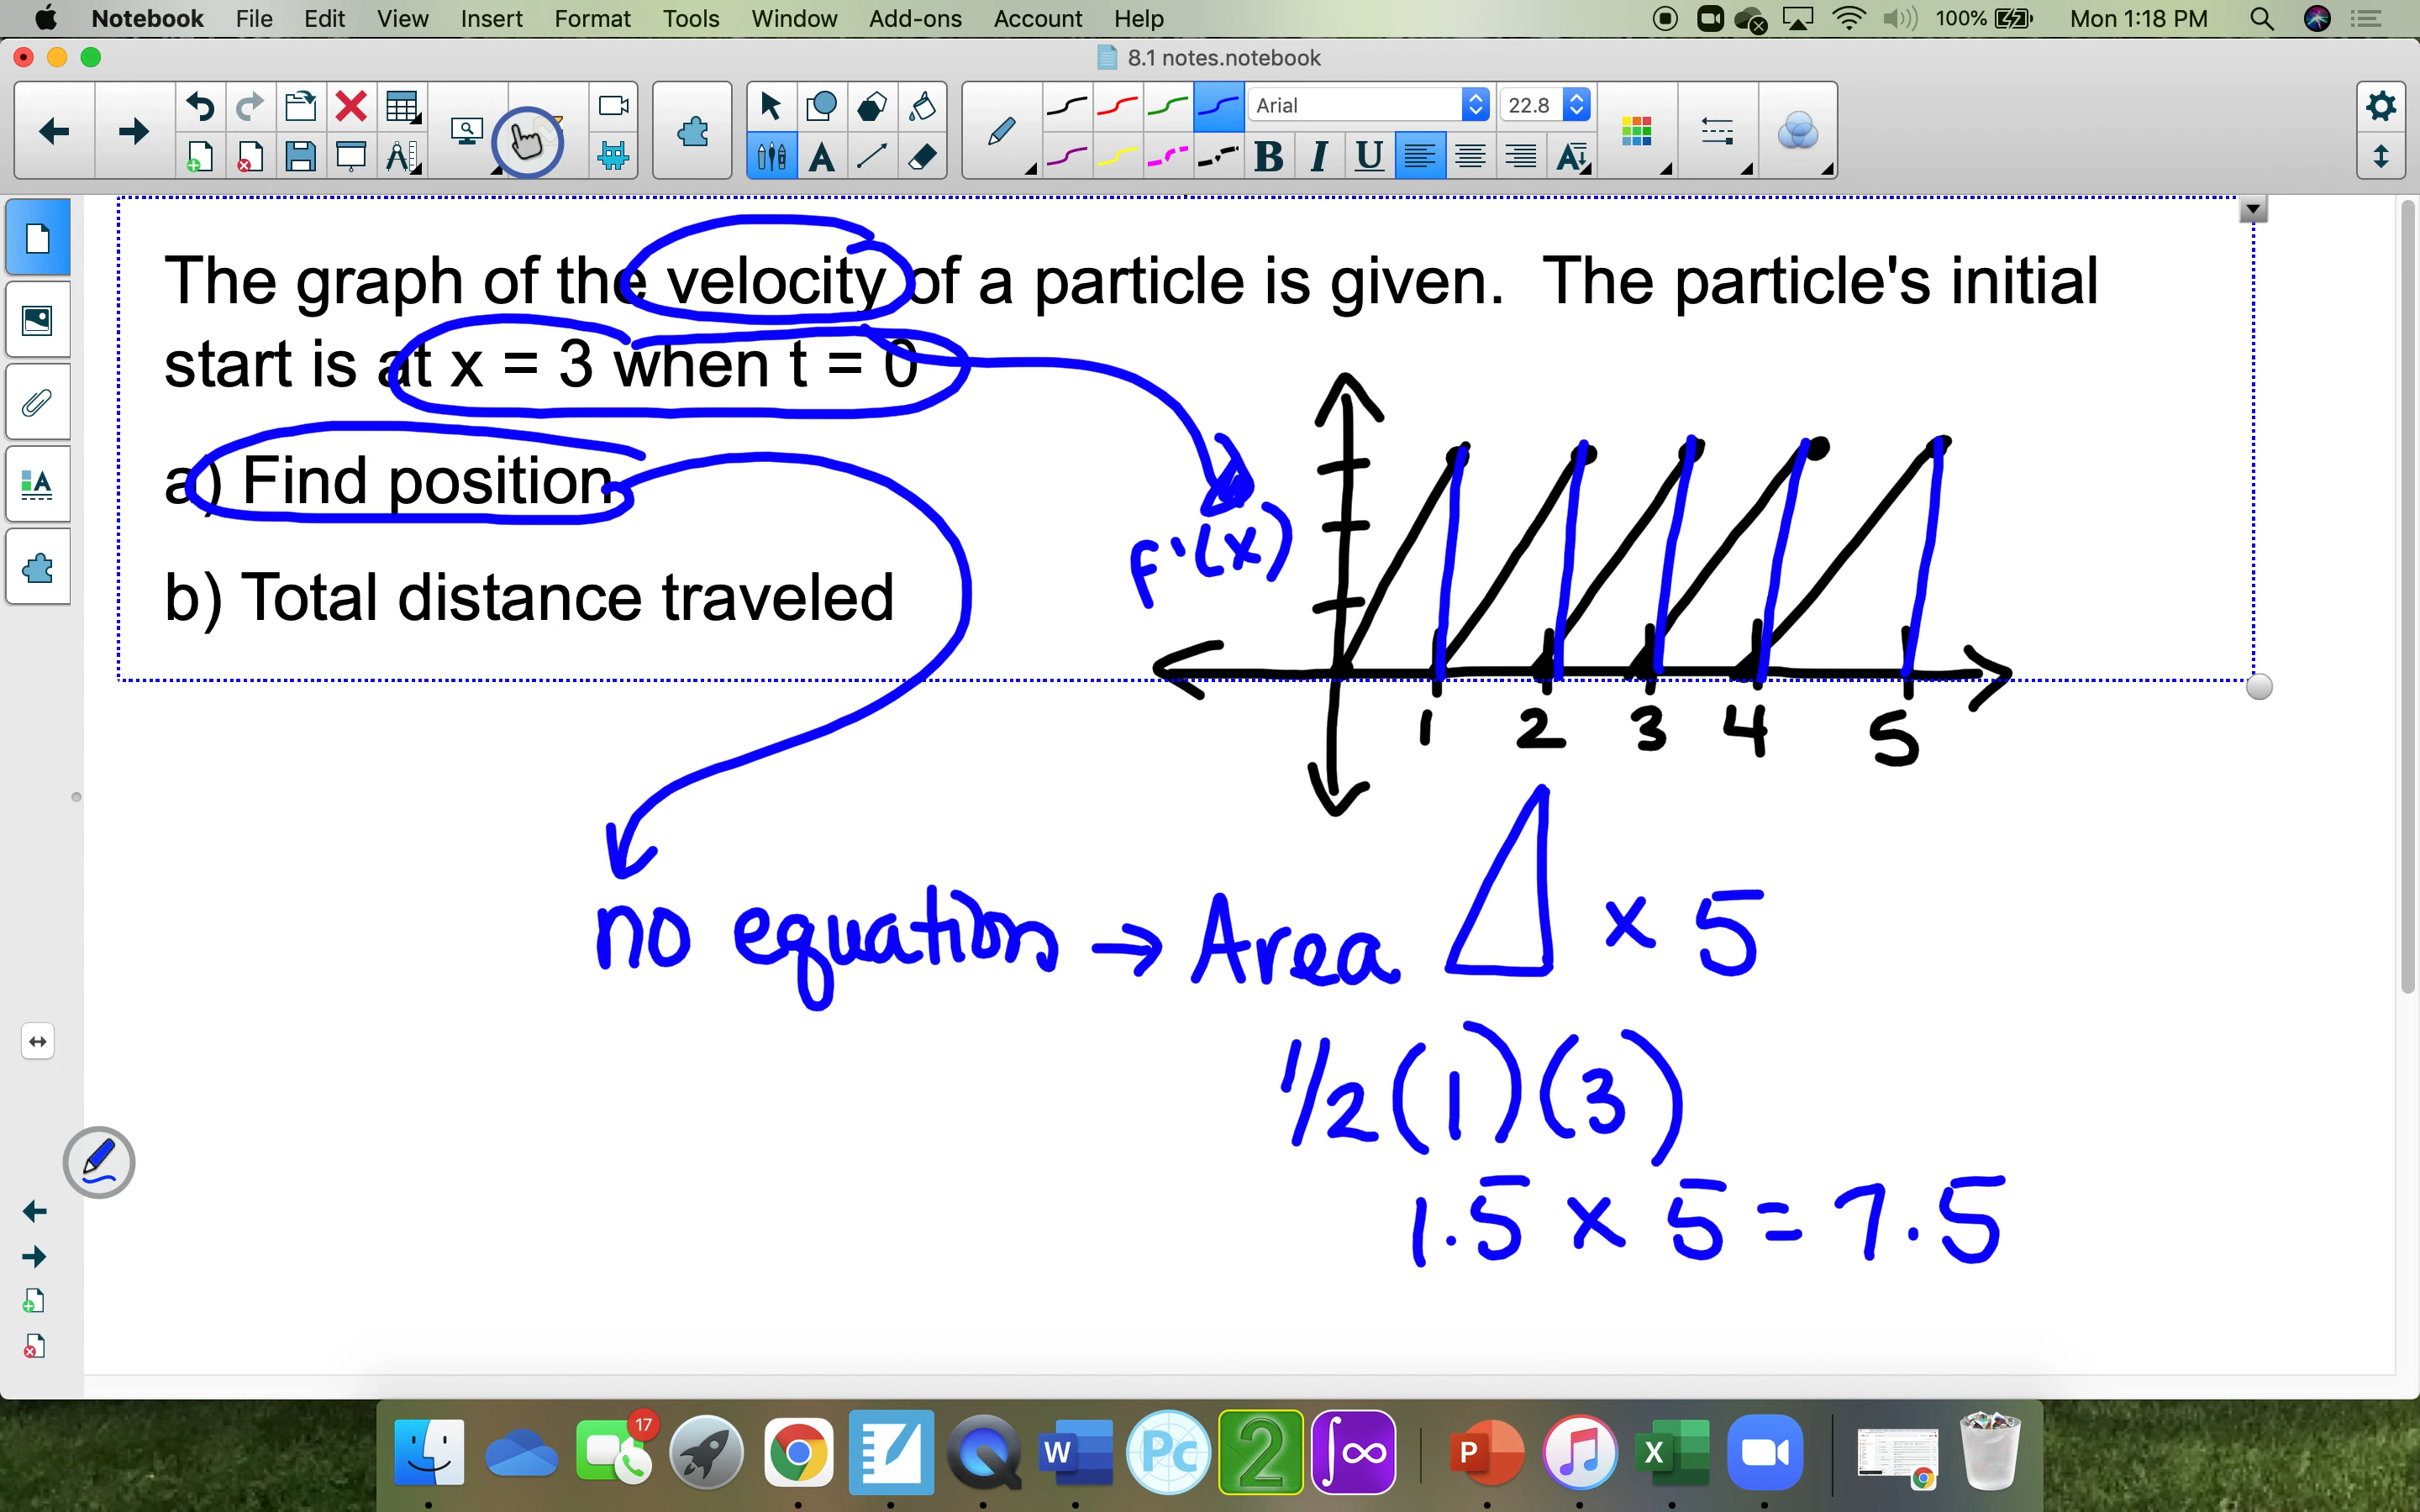 Notebook File Edit View Insert Format Tools Window Add-ons Account Help 100% Mon 1:18 PM
8.1 notes.notebook
Arial 22.8
A B I U A
A
The graph of the velocity of a particle is given. The particle's initial
start is at x = 3 when t = 0
a) Find position
b) Total distance traveled
f'(x)
1 2 3 4 5
no equation → Area x 5
1/2 (1)(3)
1.5 x 5 = 7.5
17
W Pc 2 ∫∞ P X